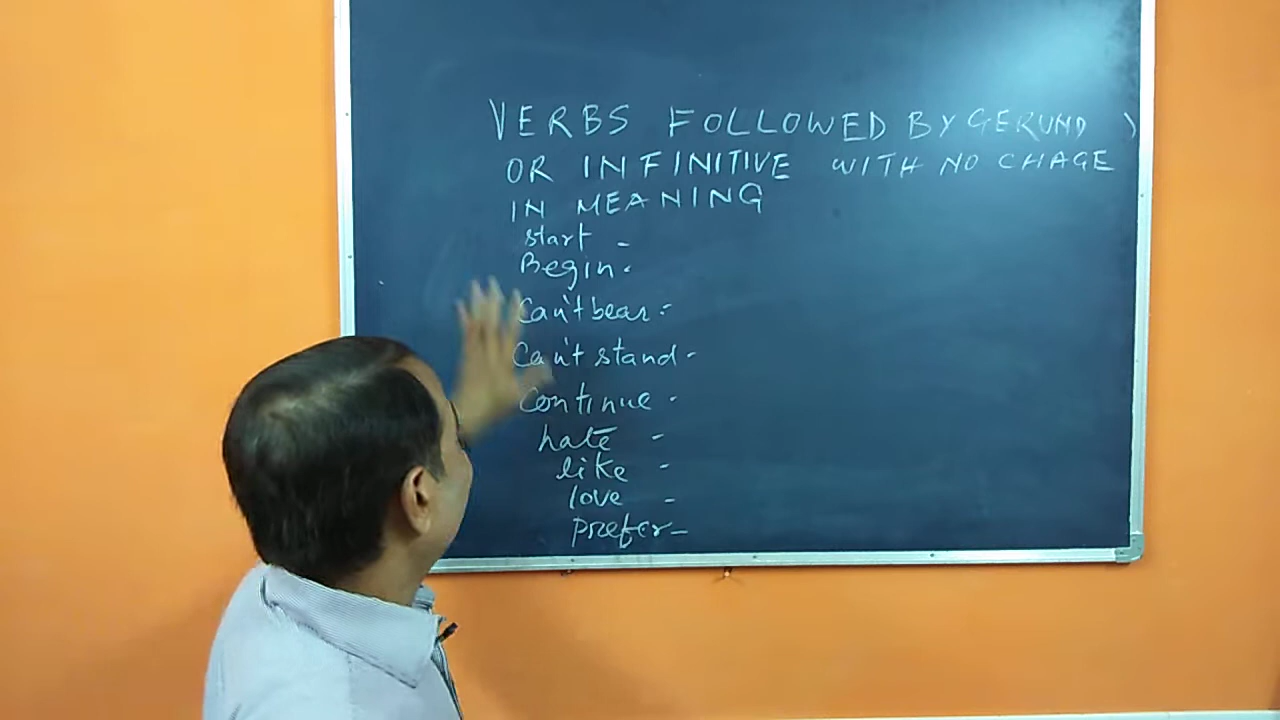 VERBS FOLLOWED BY GERUND )
OR INFINITIVE WITH NO CHAGE
IN MEANING
start -
Begin.
Can't bear :-
Can't stand -
Continue -
hate -
like -
love -
prefer -